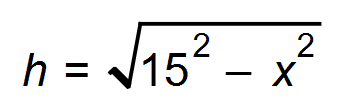 h = √15² – x²